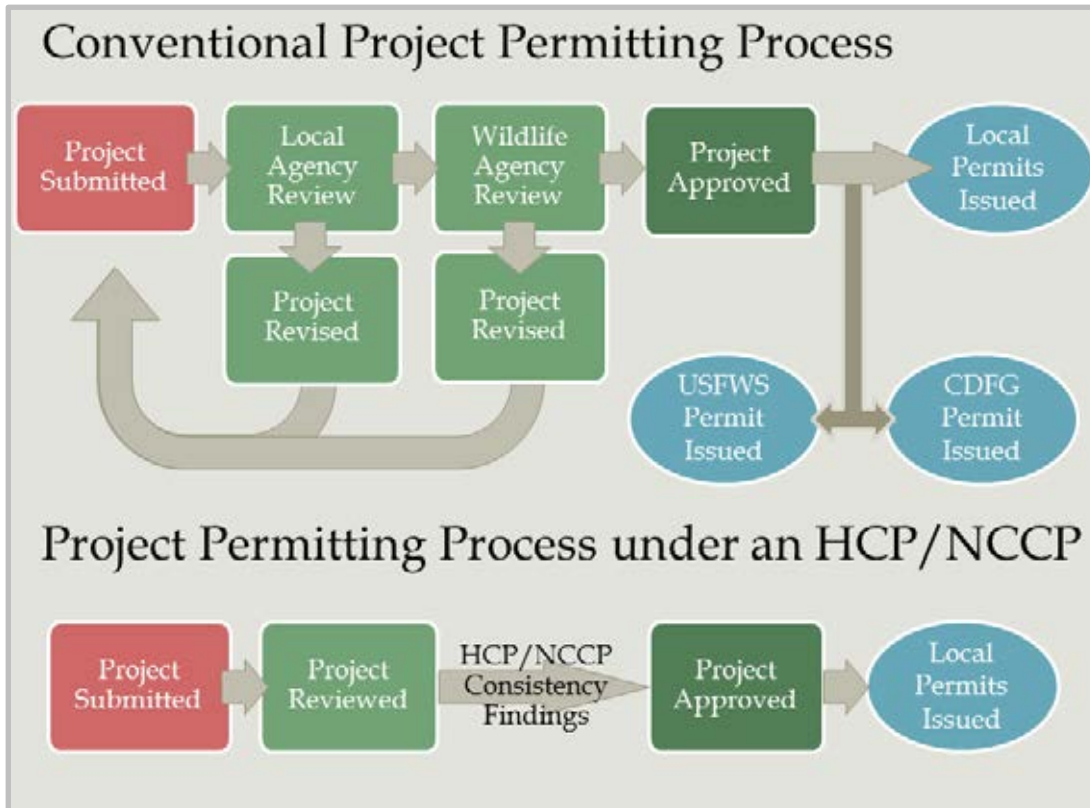 Conventional Project Permitting Process
Project
Submitted
Local
Agency
Review
Wildlife
Agency
Review
Project
Approved
Local
Permits
Issued
Project
Revised
Project
Revised
USFWS
Permit
Issued
CDFG
Permit
Issued
Project Permitting Process under an HCP/NCCP
Project
Submitted
Project
Reviewed
HCP/NCCP
Consistency
Findings
Project
Approved
Local
Permits
Issued